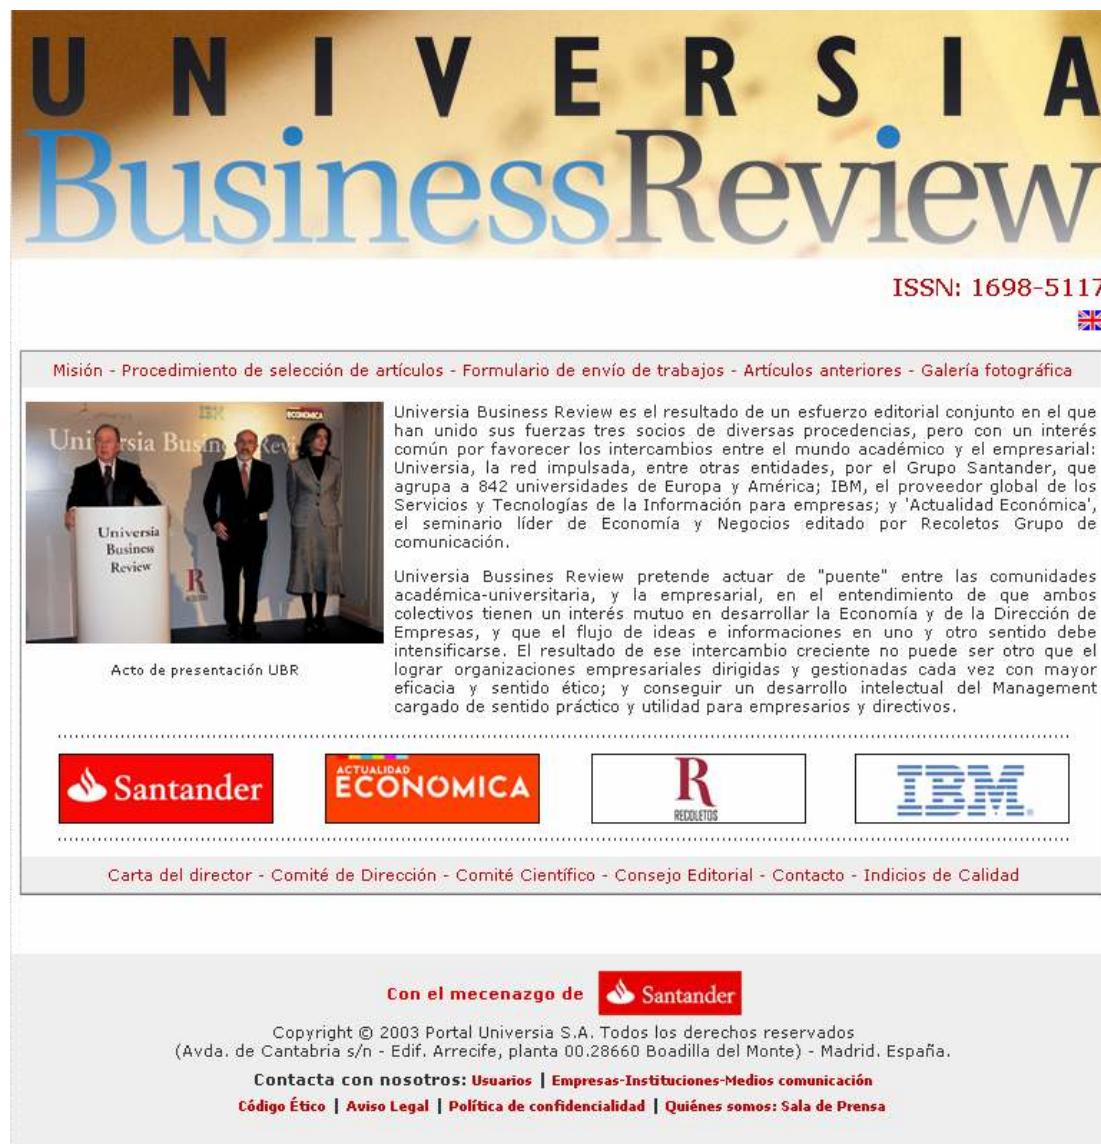 UNIVERSIA
BusinessReview
ISSN: 1698-5117
Misión - Procedimiento de selección de artículos - Formulario de envío de trabajos - Artículos anteriores - Galería fotográfica
IBM
ECONOMICA
Universia Business Review
Universia
Business
Review
R
RECOLETOS
Acto de presentación UBR
Universia Business Review es el resultado de un esfuerzo editorial conjunto en el que
han unido sus fuerzas tres socios de diversas procedencias, pero con un interés
común por favorecer los intercambios entre el mundo académico y el empresarial:
Universia, la red impulsada, entre otras entidades, por el Grupo Santander, que
agrupa a 842 universidades de Europa y América; IBM, el proveedor global de los
Servicios y Tecnologías de la Información para empresas; y 'Actualidad Económica',
el seminario líder de Economía y Negocios editado por Recoletos Grupo de
comunicación.
Universia Bussines Review pretende actuar de "puente" entre las comunidades
académica-universitaria, y la empresarial, en el entendimiento de que ambos
colectivos tienen un interés mutuo en desarrollar la Economía y de la Dirección de
Empresas, y que el flujo de ideas e informaciones en uno y otro sentido debe
intensificarse. El resultado de ese intercambio creciente no puede ser otro que el
lograr organizaciones empresariales dirigidas y gestionadas cada vez con mayor
eficacia y sentido ético; y conseguir un desarrollo intelectual del Management
cargado de sentido práctico y utilidad para empresarios y directivos.
Santander
ACTUALIDAD
ECONOMICA
R
RECOLETOS
IBM.
Carta del director - Comité de Dirección - Comité Científico - Consejo Editorial - Contacto - Indicios de Calidad
Con el mecenazgo de Santander
Copyright © 2003 Portal Universia S.A. Todos los derechos reservados
(Avda. de Cantabria s/n - Edif. Arrecife, planta 00.28660 Boadilla del Monte) - Madrid. España.
Contacta con nosotros: Usuarios | Empresas-Instituciones-Medios comunicación
Código Ético | Aviso Legal | Política de confidencialidad | Quiénes somos: Sala de Prensa